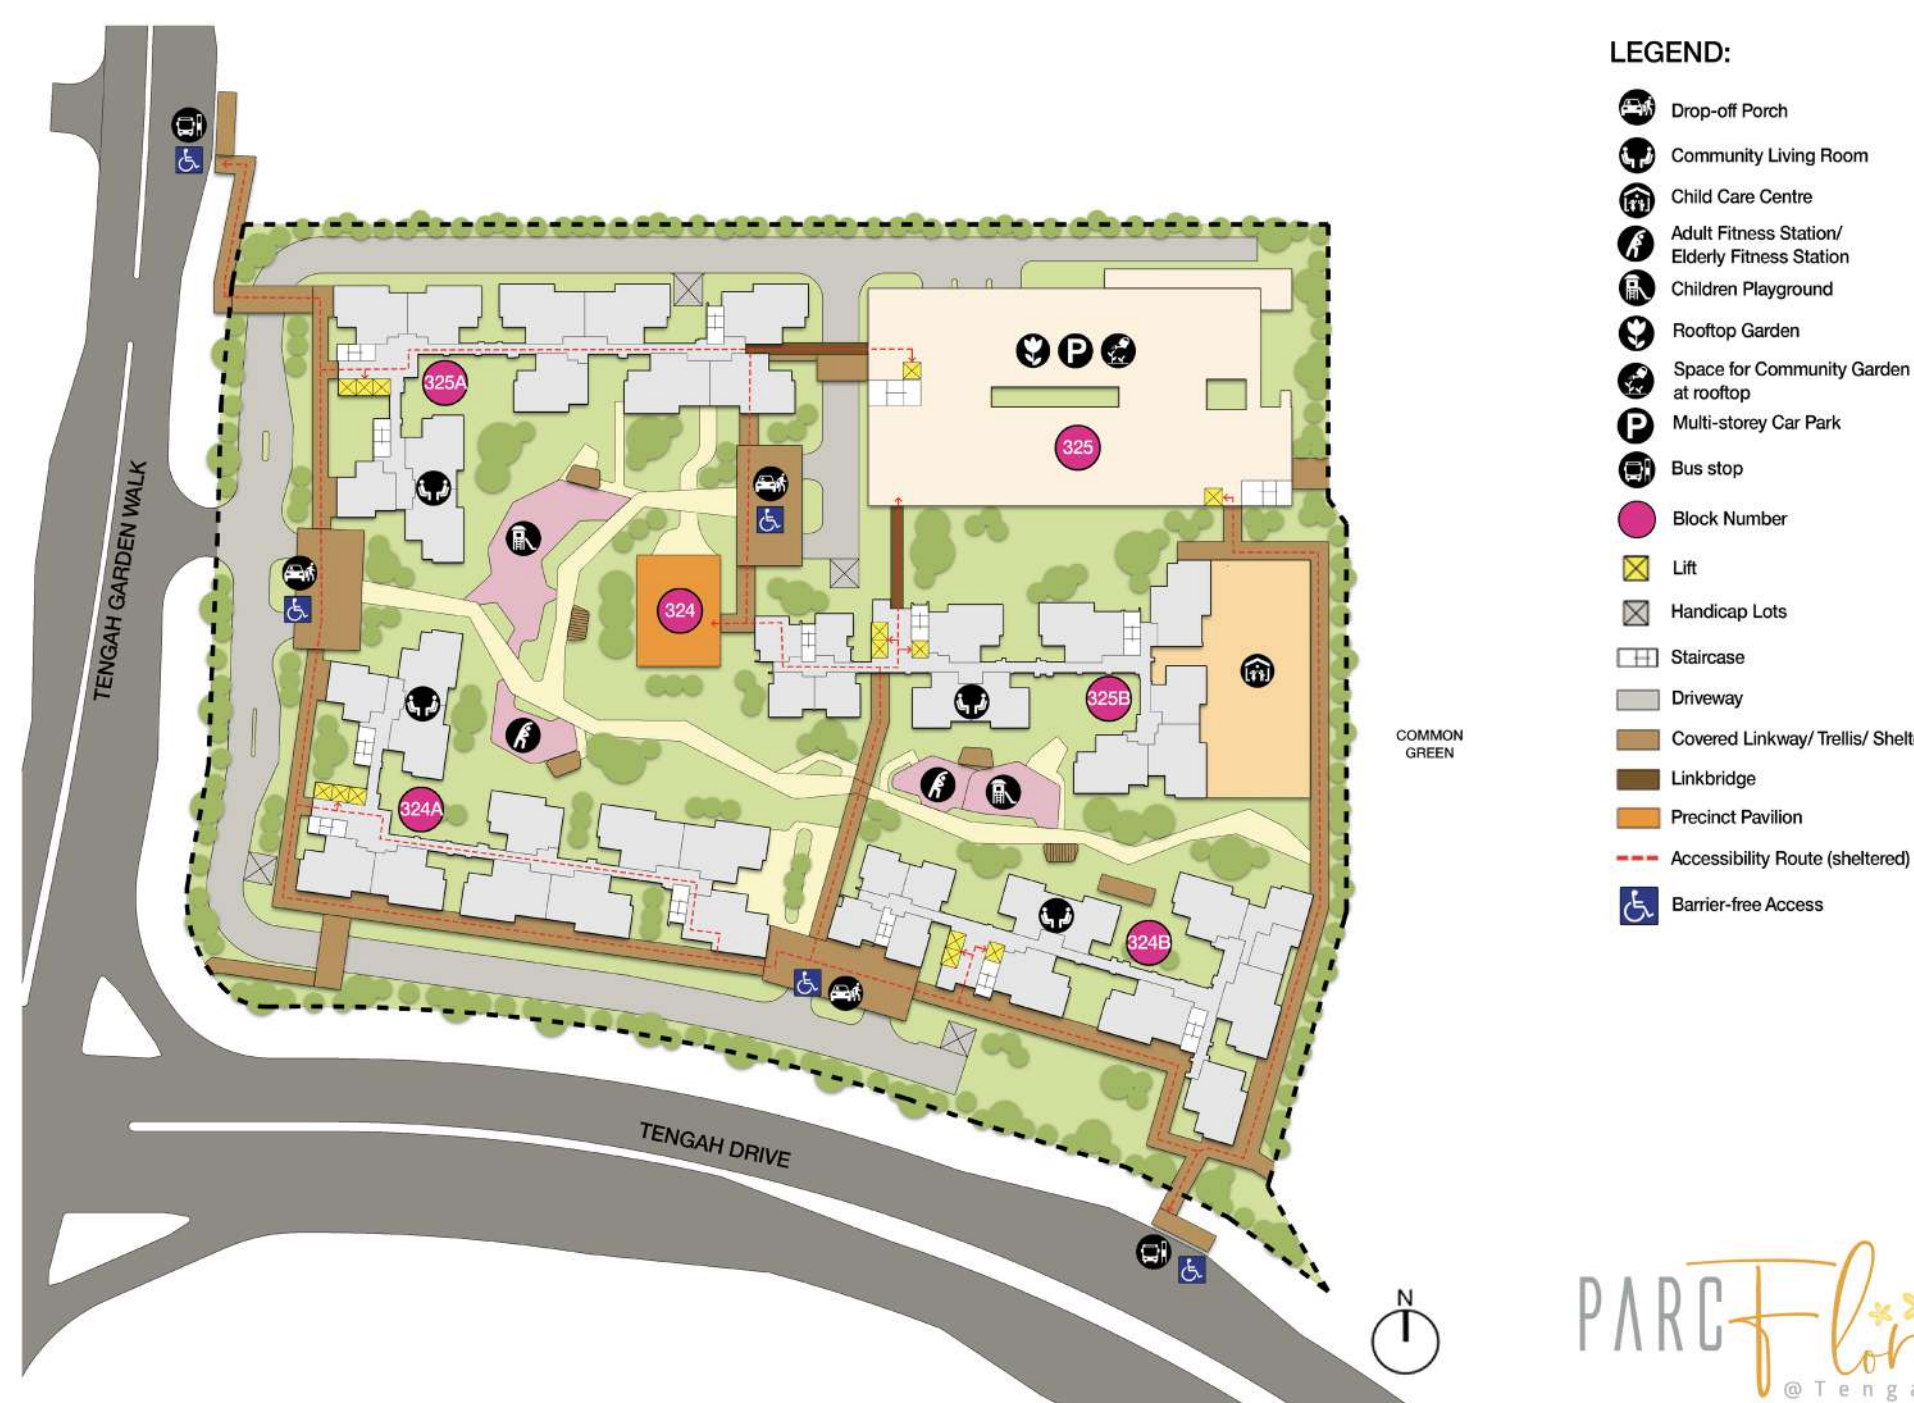 LEGEND:
Drop-off Porch
Community Living Room
Child Care Centre
Adult Fitness Station/
Elderly Fitness Station
Children Playground
Rooftop Garden
Space for Community Garden
at rooftop
P
Multi-storey Car Park
Bus stop
Block Number
Lift
Handicap Lots
Staircase
Driveway
Covered Linkway/ Trellis/ Shelt
Linkbridge
Precinct Pavilion
Accessibility Route (sheltered)
Barrier-free Access
P
325A
325
324
325B
324A
324B
TENGAH GARDEN WALK
COMMON
GREEN
TENGAH DRIVE
N
PARC
Flor
@Tenga